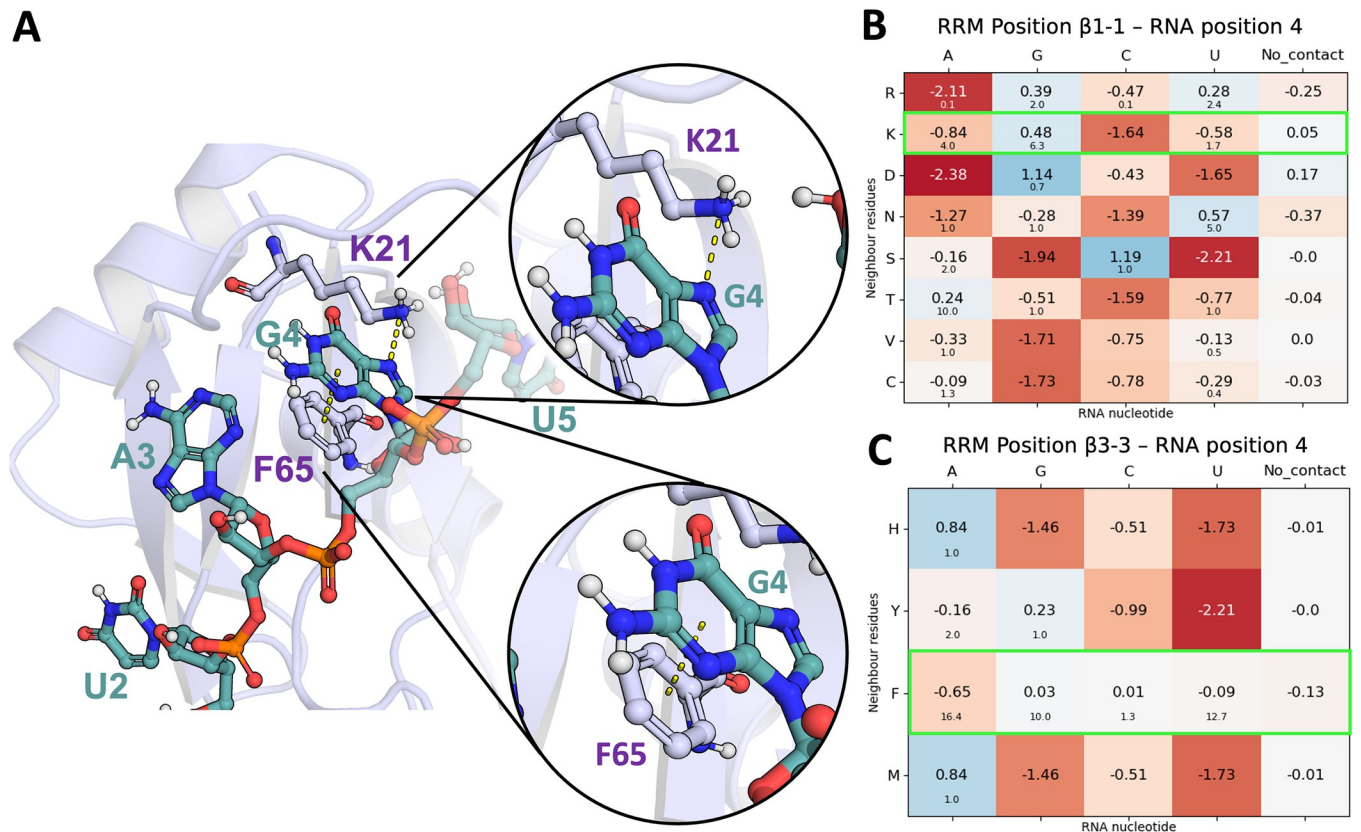 A
K21
G4
A3
F65
U5
U2
K21
G4
G4
F65
B
RRM Position β1-1 – RNA position 4
A G C U No_contact
R -2.11 0.39 -0.47 0.28 -0.25
0.1 2.0 0.1 2.4
K -0.84 0.48 -1.64 -0.58 0.05
4.0 6.3 1.7
D -2.38 1.14 -0.43 -1.65 0.17
0.7
N -1.27 -0.28 -1.39 0.57 -0.37
1.0 1.0 5.0
S -0.16 -1.94 1.19 -2.21 -0.0
2.0 1.0
T 0.24 -0.51 -1.59 -0.77 -0.04
10.0 1.0 1.0
V -0.33 -1.71 -0.75 -0.13 0.0
1.0 0.5
C -0.09 -1.73 -0.78 -0.29 -0.03
1.3 0.4
Neighbour residues
RNA nucleotide
C
RRM Position β3-3 – RNA position 4
A G C U No_contact
H 0.84 -1.46 -0.51 -1.73 -0.01
1.0
Y -0.16 0.23 -0.99 -2.21 -0.0
2.0 1.0
F -0.65 0.03 0.01 -0.09 -0.13
16.4 10.0 1.3 12.7
M 0.84 -1.46 -0.51 -1.73 -0.01
1.0
Neighbour residues
RNA nucleotide